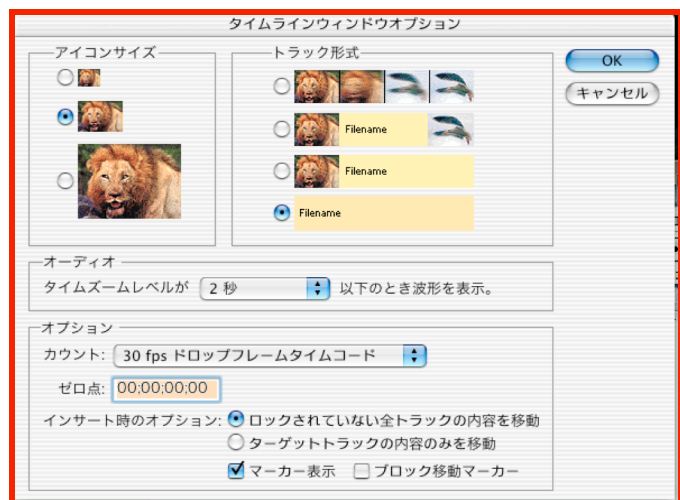 タイムラインウィンドウオプション
アイコンサイズ
トラック形式
OK
キャンセル
Filename
Filename
Filename
オーディオ
タイムズームレベルが 2 秒 以下のとき波形を表示。
オプション
カウント: 30 fps ドロップフレームタイムコード
ゼロ点: 00;00;00;00
インサート時のオプション: ロックされていない全トラックの内容を移動
ターゲットトラックの内容のみを移動
マーカー表示 ブロック移動マーカー